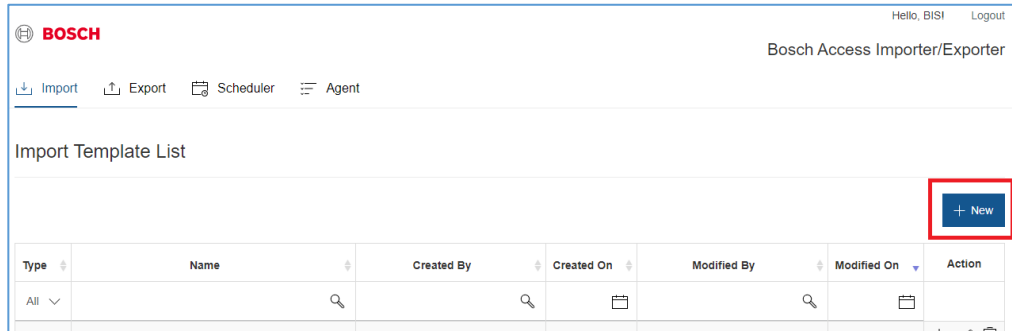 Hello, BIS! Logout
BOSCH
Bosch Access Importer/Exporter
Import Export Scheduler Agent
Import Template List
+ New
Type Name Created By Created On Modified By Modified On Action
All